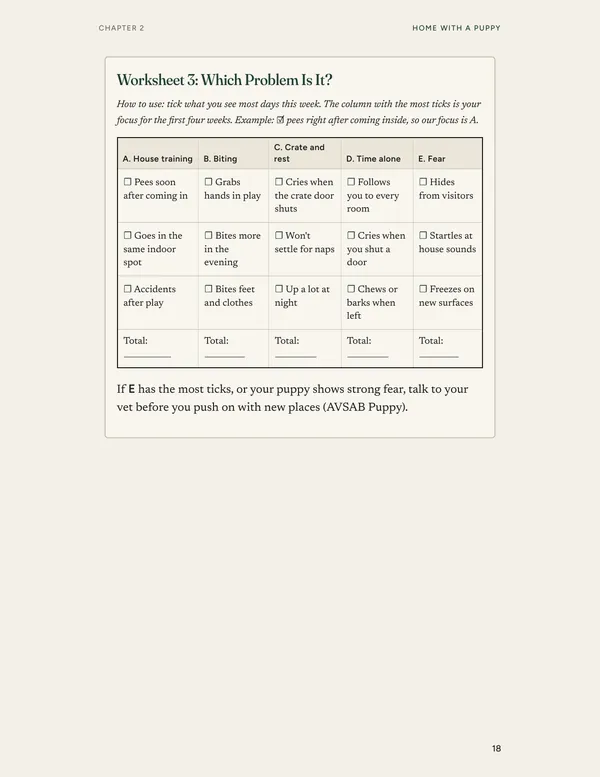 CHAPTER 2
HOME WITH A PUPPY
Worksheet 3: Which Problem Is It?
How to use: tick what you see most days this week. The column with the most ticks is your
focus for the first four weeks. Example: ☑ pees right after coming inside, so our focus is A.
A. House training
B. Biting
C. Crate and
rest
D. Time alone
E. Fear
☐ Pees soon
after coming in
☐ Grabs
hands in play
☐ Cries when
the crate door
shuts
☐ Follows
you to every
room
☐ Hides
from visitors
☐ Goes in the
same indoor
spot
☐ Bites more
in the
evening
☐ Won't
settle for naps
☐ Cries when
you shut a
door
☐ Startles at
house sounds
☐ Accidents
after play
☐ Bites feet
and clothes
☐ Up a lot at
night
☐ Chews or
barks when
left
☐ Freezes on
new surfaces
Total:
Total:
Total:
Total:
Total:
If E has the most ticks, or your puppy shows strong fear, talk to your
vet before you push on with new places (AVSAB Puppy).
18